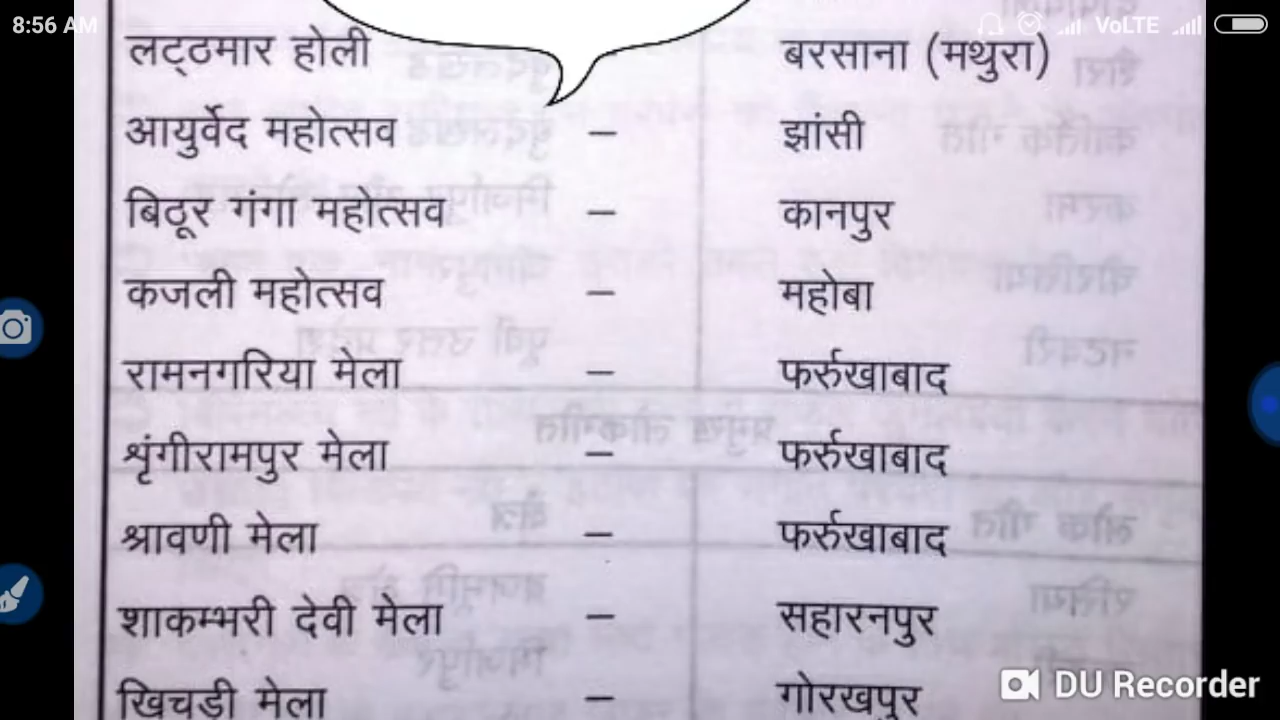 8:56 AM VoLTE
लट्ठमार होली बरसाना (मथुरा)
आयुर्वेद महोत्सव – झांसी
बिठूर गंगा महोत्सव – कानपुर
कजली महोत्सव – महोबा
रामनगरिया मेला – फर्रुखाबाद
शृंगीरामपुर मेला – फर्रुखाबाद
श्रावणी मेला – फर्रुखाबाद
शाकम्भरी देवी मेला – सहारनपुर
खिचड़ी मेला – गोरखपुर
DU Recorder